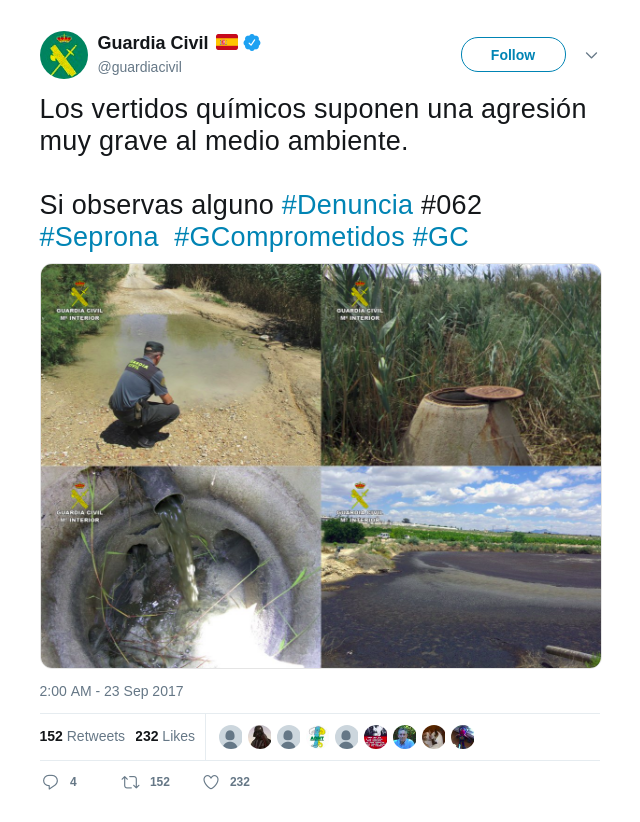 Guardia Civil
@guardiacivil
Follow
Los vertidos químicos suponen una agresión
muy grave al medio ambiente.
Si observas alguno #Denuncia #062
#Seprona #GComprometidos #GC
GUARDIA CIVIL
Mº INTERIOR
GUARDIA CIVIL
Mº INTERIOR
GUARDIA CIVIL
Mº INTERIOR
GUARDIA CIVIL
Mº INTERIOR
2:00 AM - 23 Sep 2017
152 Retweets 232 Likes
4 152 232